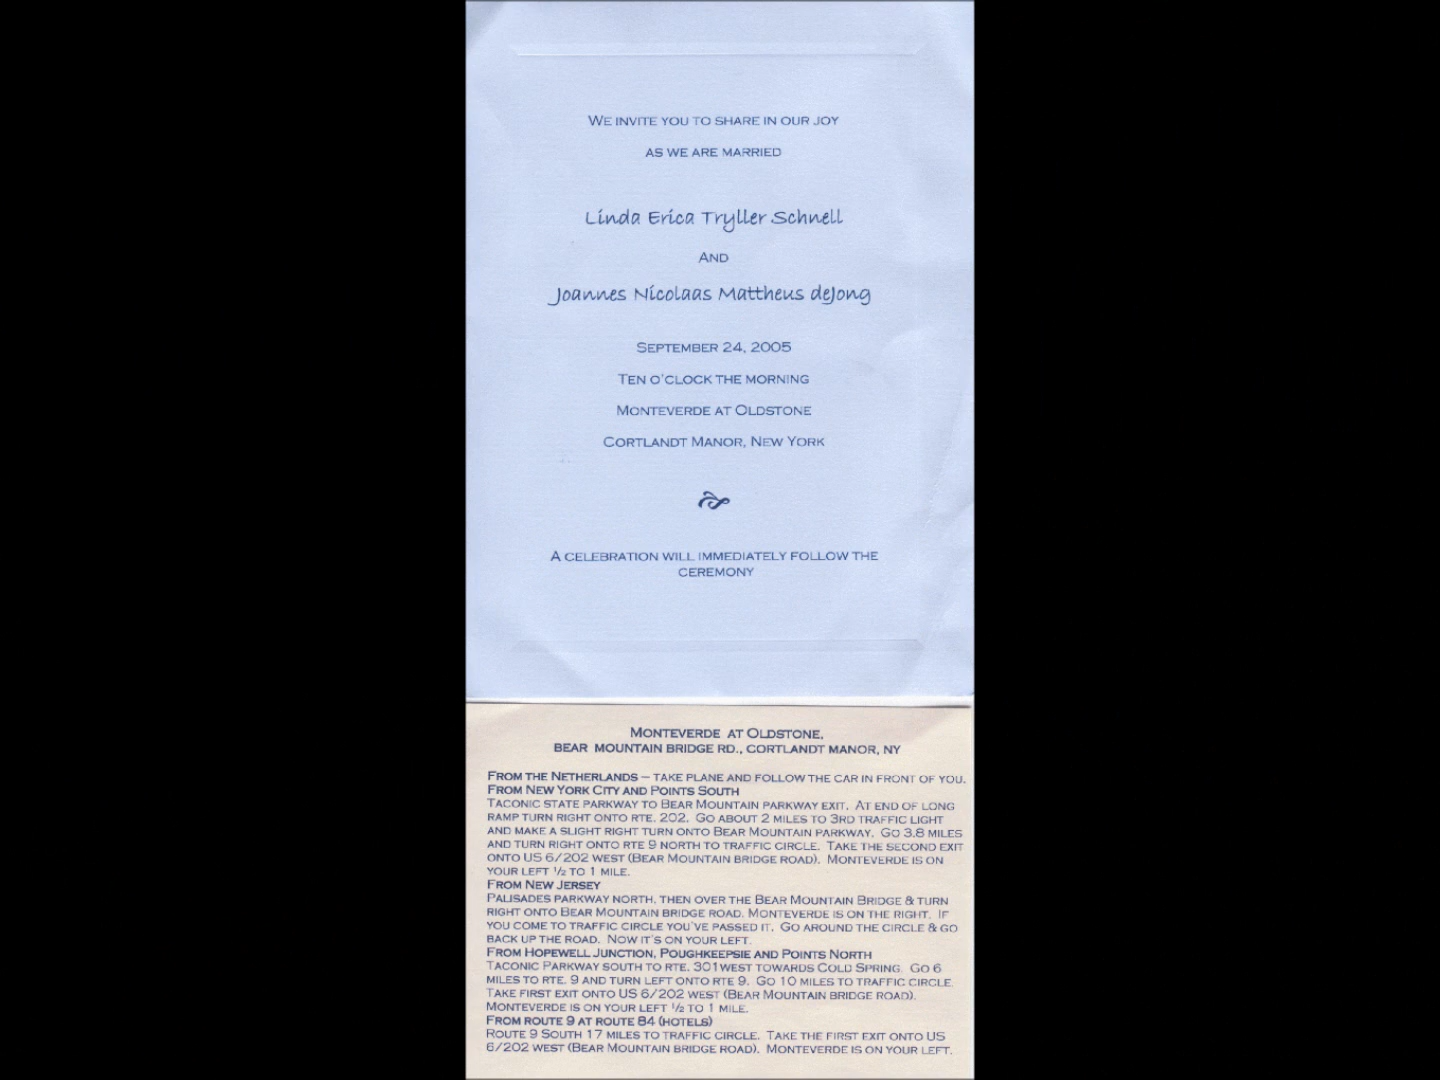 We invite you to share in our joy
as we are married
Linda Erica Tryller Schnell
And
Joannes Nicolaas Mattheus deJong
September 24, 2005
Ten o'clock the morning
Monteverde at Oldstone
Cortlandt Manor, New York
A celebration will immediately follow the
ceremony
Monteverde at Oldstone,
Bear Mountain Bridge Rd., Cortlandt Manor, NY
From the Netherlands – take plane and follow the car in front of you.
From New York City and Points South
Taconic State Parkway to Bear Mountain Parkway exit. At end of long
ramp turn right onto Rte. 202. Go about 2 miles to 3rd traffic light
and make a slight right turn onto Bear Mountain Parkway. Go 3.8 miles
and turn right onto Rte 9 North to traffic circle. Take the second exit
onto US 6/202 west (Bear Mountain bridge road). Monteverde is on
your left ½ to 1 mile.
From New Jersey
Palisades Parkway North, then over the Bear Mountain Bridge & turn
right onto Bear Mountain bridge road. Monteverde is on the right. If
you come to traffic circle you've passed it. Go around the circle & go
back up the road. Now it's on your left.
From Hopewell Junction, Poughkeepsie and Points North
Taconic Parkway south to Rte. 301 west towards Cold Spring. Go 6
miles to Rte. 9 and turn left onto Rte 9. Go 10 miles to traffic circle.
Take first exit onto US 6/202 west (Bear Mountain bridge road).
Monteverde is on your left ½ to 1 mile.
From Route 9 at Route 84 (hotels)
Route 9 South 17 miles to traffic circle. Take the first exit onto US
6/202 west (Bear Mountain bridge road). Monteverde is on your left.